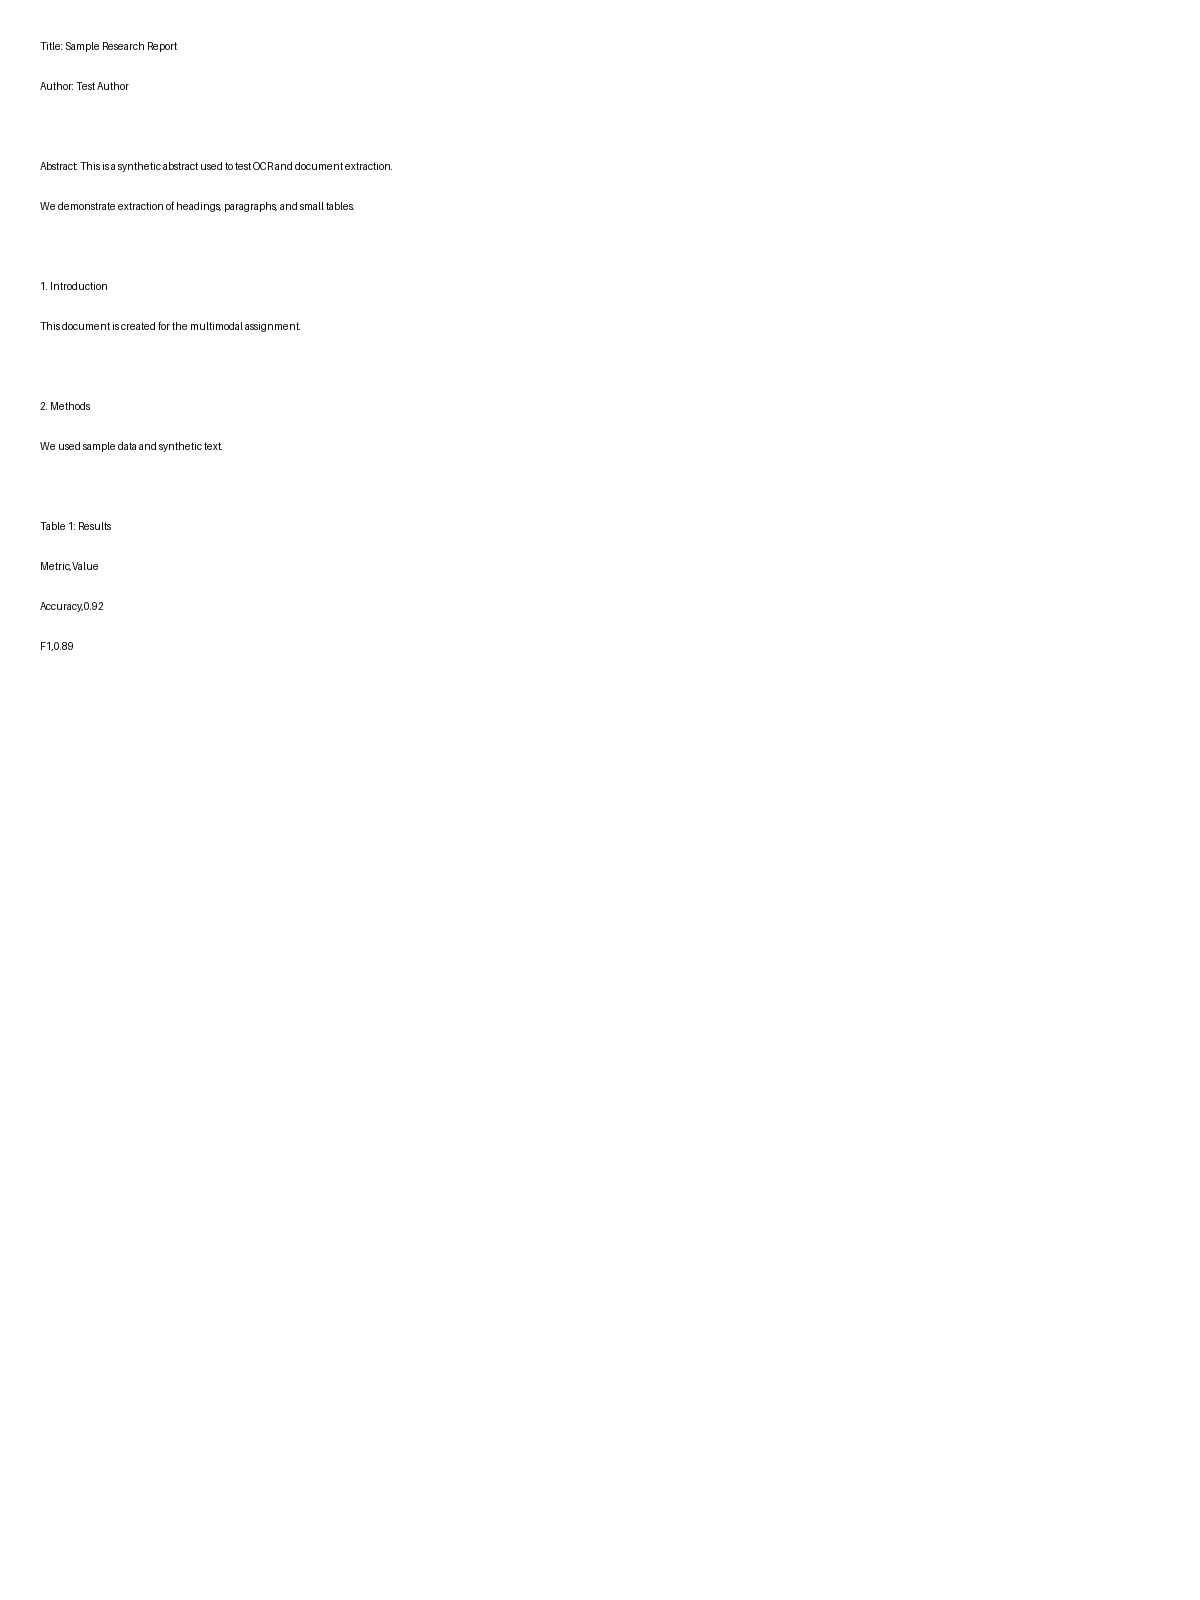 Title: Sample Research Report
Author: Test Author
Abstract: This is a synthetic abstract used to test OCR and document extraction.
We demonstrate extraction of headings, paragraphs, and small tables.
1. Introduction
This document is created for the multimodal assignment.
2. Methods
We used sample data and synthetic text.
Table 1: Results
Metric,Value
Accuracy,0.92
F1,0.89